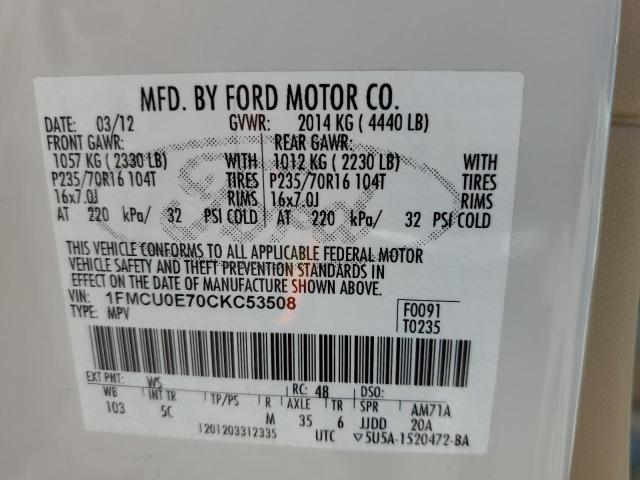 MFD. BY FORD MOTOR CO.
DATE: 03/12 GVWR: 2014 KG ( 4440 LB)
FRONT GAWR: REAR GAWR:
1057 KG ( 2330 LB) WITH 1012 KG ( 2230 LB) WITH
P235/70R16 104T TIRES P235/70R16 104T TIRES
16x7.0J RIMS 16x7.0J RIMS
AT 220 kPa/ 32 PSI COLD AT 220 kPa/ 32 PSI COLD
THIS VEHICLE CONFORMS TO ALL APPLICABLE FEDERAL MOTOR
VEHICLE SAFETY AND THEFT PREVENTION STANDARDS IN
EFFECT ON THE DATE OF MANUFACTURE SHOWN ABOVE.
VIN: 1FMCU0E70CKC53508 F0091
TYPE: MPV T0235
EXT PNT: WS RC: 48 DSO:
WB INT TR TP/PS R AXLE TR SPR AM71A
103 5C M 35 6 JJDD 20A
1201203312335 UTC 5U5A-1520472-BA